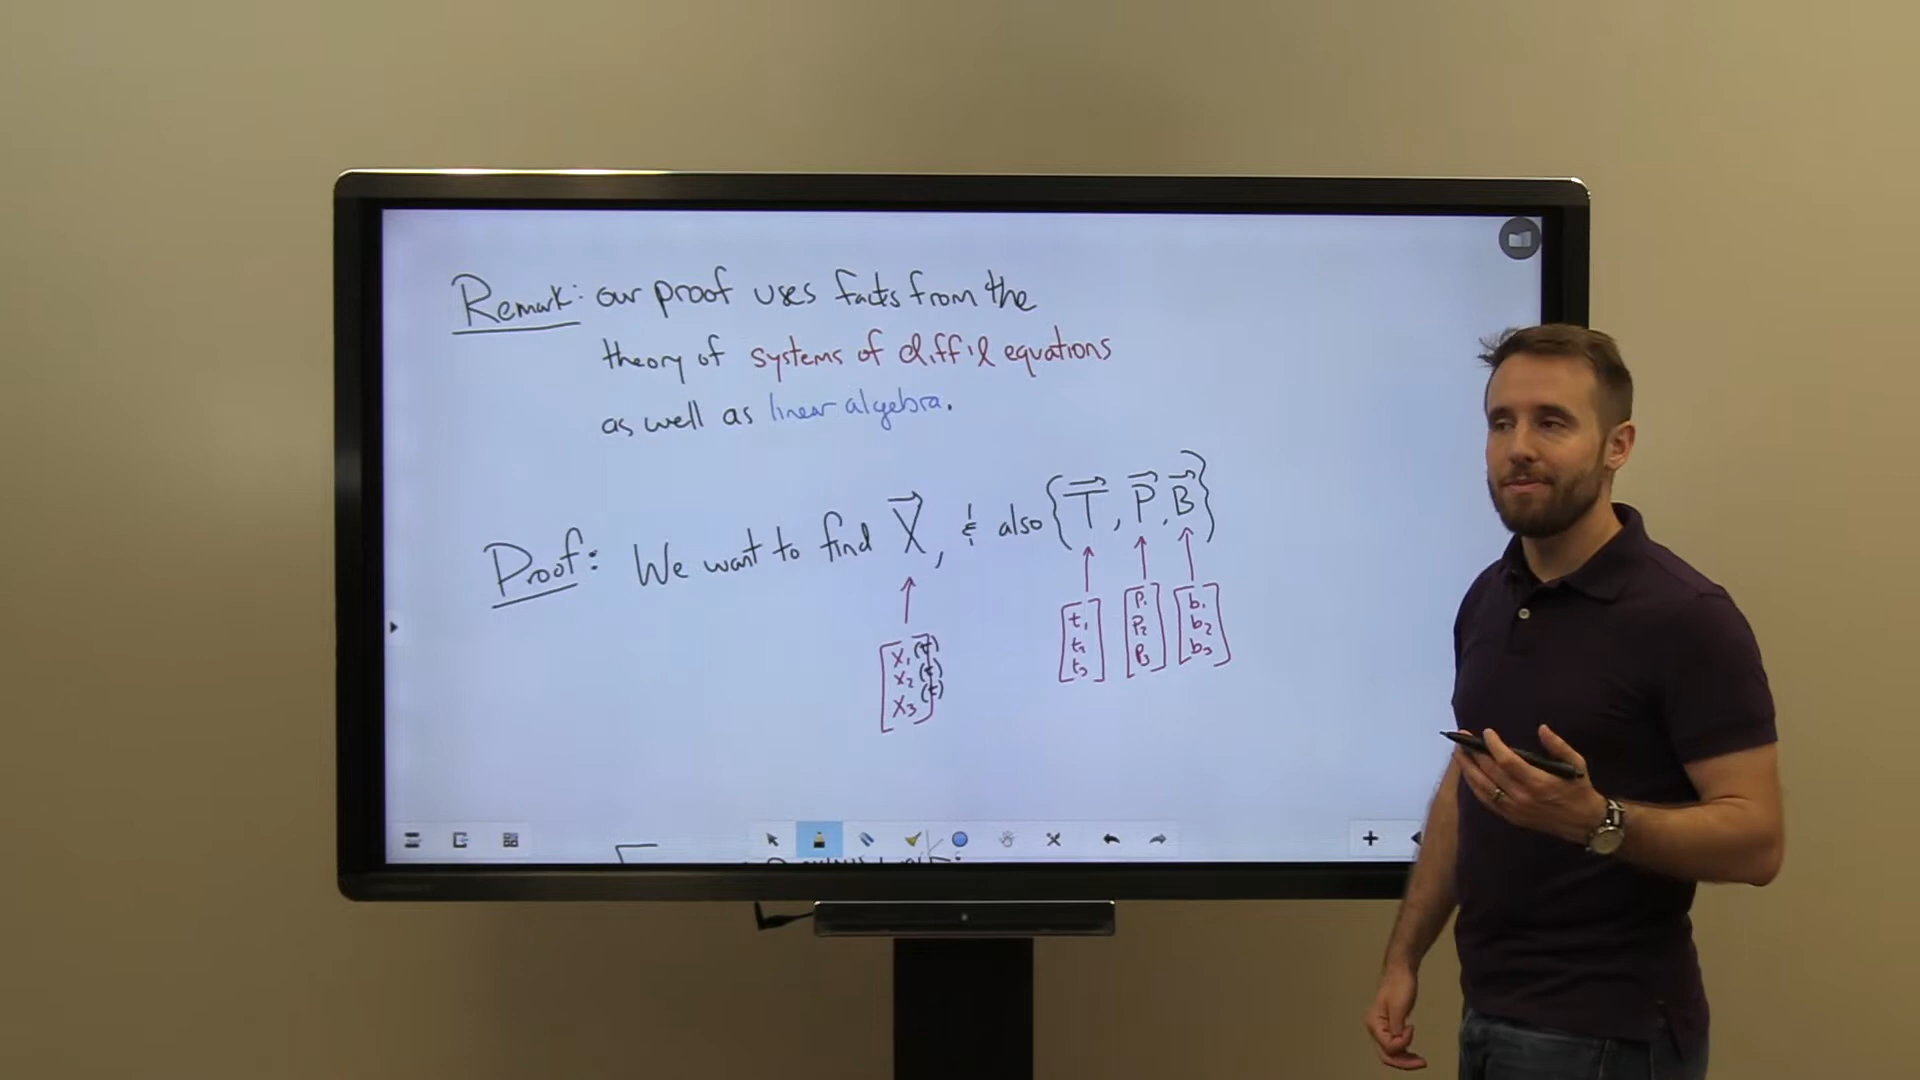 Remark: our proof uses facts from the
theory of systems of diff'l equations
as well as linear algebra.
Proof: We want to find X⃗, & also {T⃗, P⃗, B⃗}
[x₁(t) x₂(t) x₃(t)]
[t₁ t₂ t₃] [p₁ p₂ p₃] [b₁ b₂ b₃]